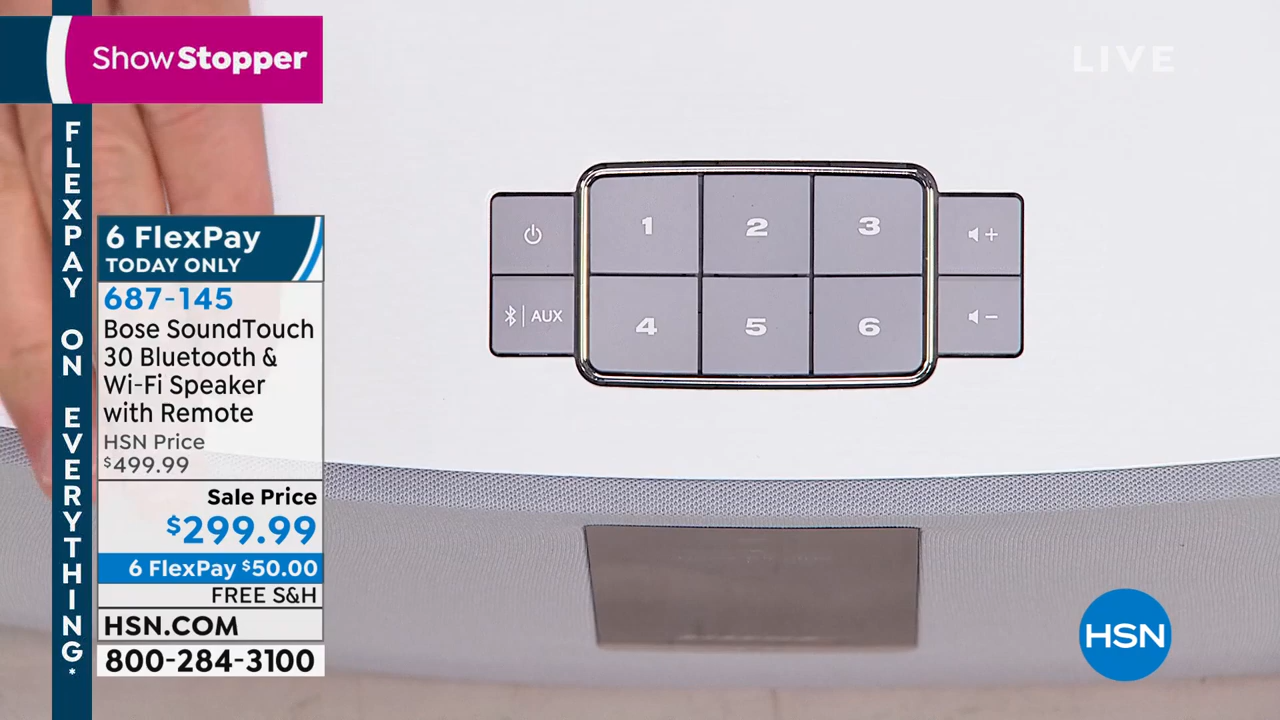 ShowStopper
LIVE
FLEXPAY ON EVERYTHING*
6 FlexPay
TODAY ONLY
687-145
Bose SoundTouch
30 Bluetooth &
Wi-Fi Speaker
with Remote
HSN Price
$499.99
Sale Price
$299.99
6 FlexPay $50.00
FREE S&H
HSN.COM
800-284-3100
1 2 3
AUX 4 5 6
HSN